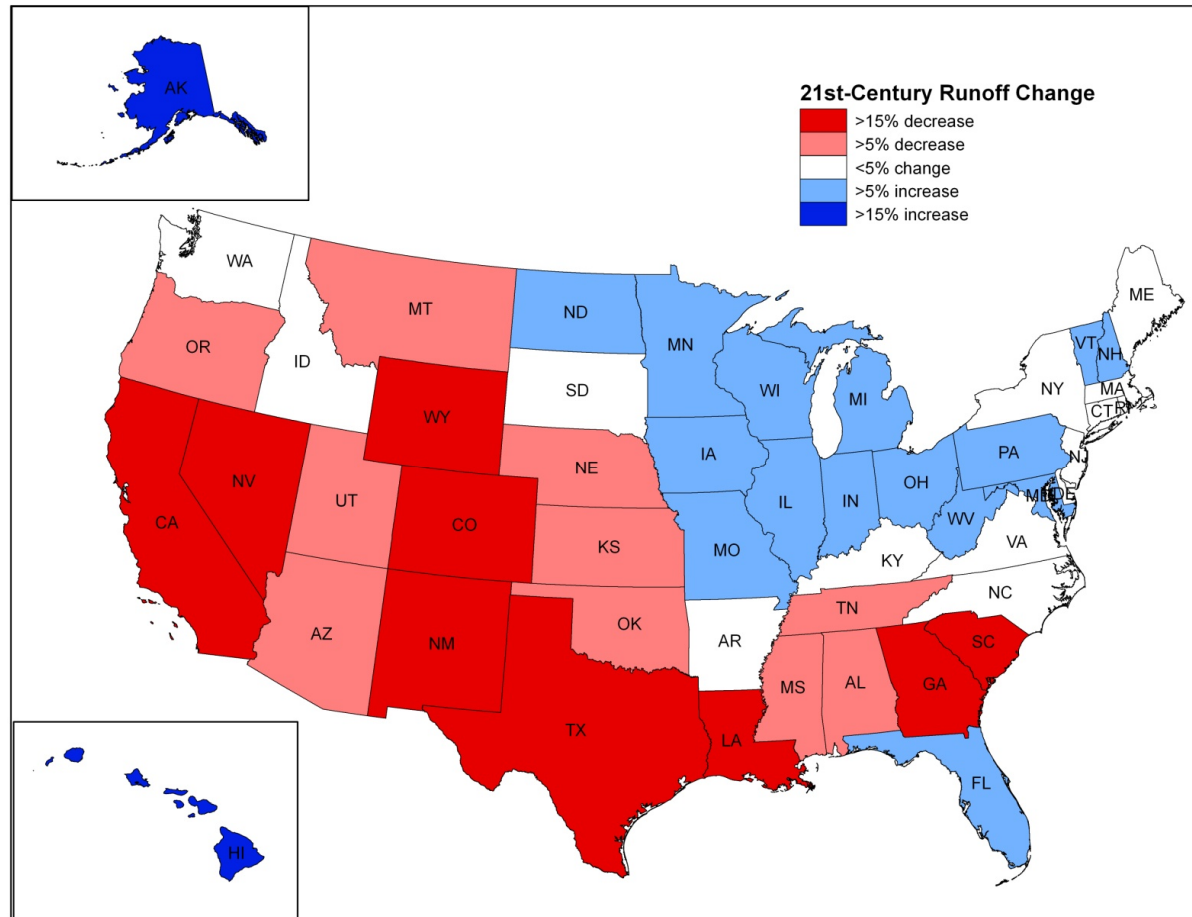 AK
21st-Century Runoff Change
>15% decrease
>5% decrease
<5% change
>5% increase
>15% increase
WA
MT
ND
ME
OR
ID
MN
VT
NH
SD
WI
MI
NY
MA
WY
CT
RI
IA
PA
NJ
NE
NV
UT
CO
IL
IN
OH
MD
DE
CA
WV
KS
MO
VA
KY
NC
AZ
NM
OK
AR
TN
SC
MS
AL
GA
TX
LA
FL
HI